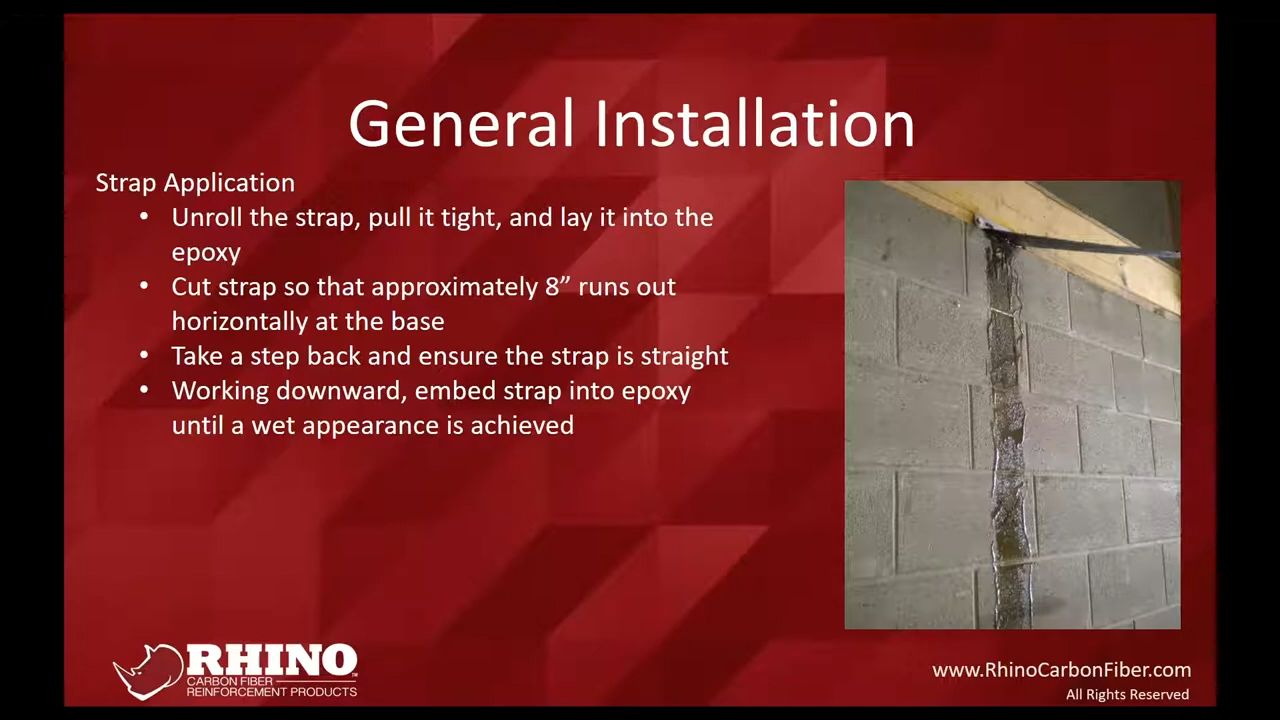 General Installation
Strap Application
• Unroll the strap, pull it tight, and lay it into the
epoxy
• Cut strap so that approximately 8” runs out
horizontally at the base
• Take a step back and ensure the strap is straight
• Working downward, embed strap into epoxy
until a wet appearance is achieved
RHINO™
CARBON FIBER
REINFORCEMENT PRODUCTS
www.RhinoCarbonFiber.com
All Rights Reserved